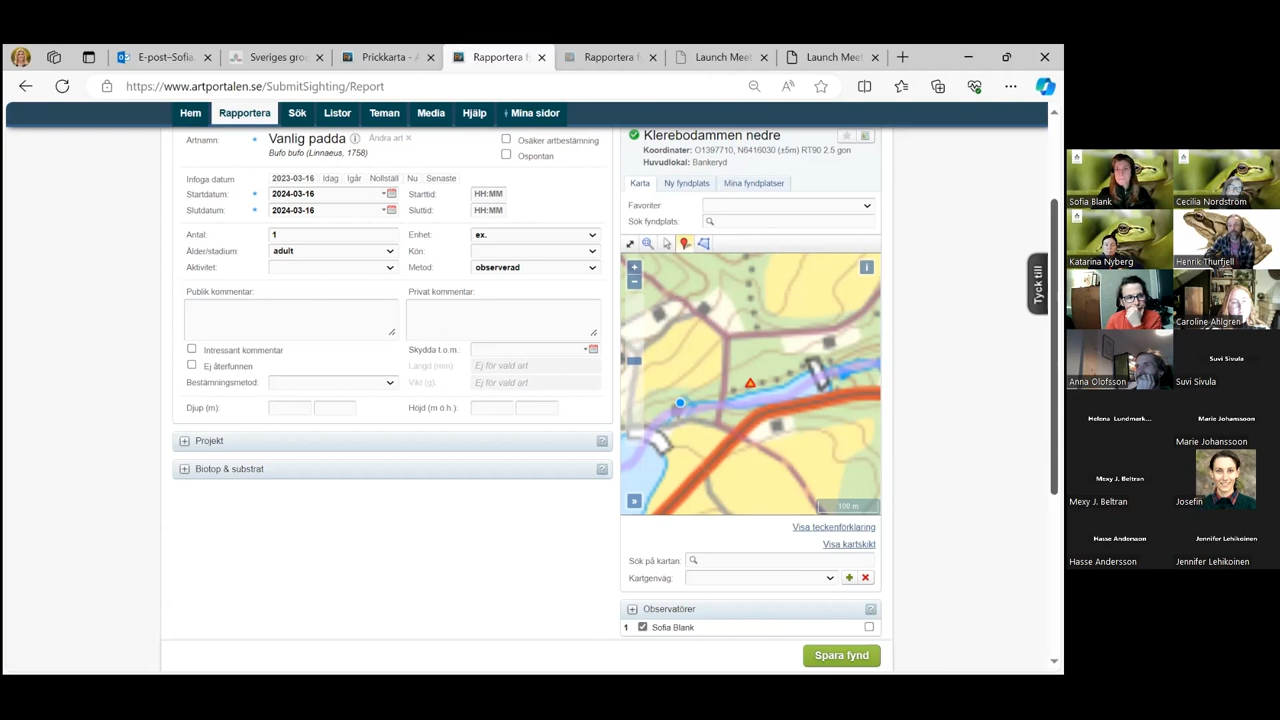 E-post–Sofia
Sveriges gro
Prickkarta - A
Rapportera f
Rapportera f
Launch Meet
Launch Meet
https://www.artportalen.se/SubmitSighting/Report
Hem
Rapportera
Sök
Listor
Teman
Media
Hjälp
Mina sidor
Artnamn:
Vanlig padda
Ändra art
Bufo bufo (Linnaeus, 1758)
Osäker artbestämning
Ospontan
Infoga datum
2023-03-16
Idag
Igår
Nollställ
Nu
Senaste
Startdatum:
2024-03-16
Starttid:
HH:MM
Slutdatum:
2024-03-16
Sluttid:
HH:MM
Antal:
1
Enhet:
ex.
Ålder/stadium:
adult
Kön:
Aktivitet:
Metod:
observerad
Publik kommentar:
Privat kommentar:
Intressant kommentar
Skydda t.o.m.:
Ej återfunnen
Längd (mm):
Ej för vald art
Bestämningsmetod:
Vikt (g):
Ej för vald art
Djup (m):
Höjd (m ö.h.):
Projekt
Biotop & substrat
Klerebodammen nedre
Koordinater: O1397710, N6416030 (±5m) RT90 2.5 gon
Huvudlokal: Bankeryd
Karta
Ny fyndplats
Mina fyndplatser
Favoriter:
Sök fyndplats:
100 m
Visa teckenförklaring
Visa kartskikt
Sök på kartan:
Kartgenväg:
Observatörer
1
Sofia Blank
Spara fynd
Tyck till
Sofia Blank
Cecilia Nordström
Katarina Nyberg
Henrik Thurfjell
Caroline Ahlgren
Anna Olofsson
Suvi Sivula
Suvi Sivula
Helena Lundmark...
Marie Johansson
Marie Johansson
Mexy J. Beltran
Mexy J. Beltran
Josefin
Hasse Andersson
Hasse Andersson
Jennifer Lehikoinen
Jennifer Lehikoinen